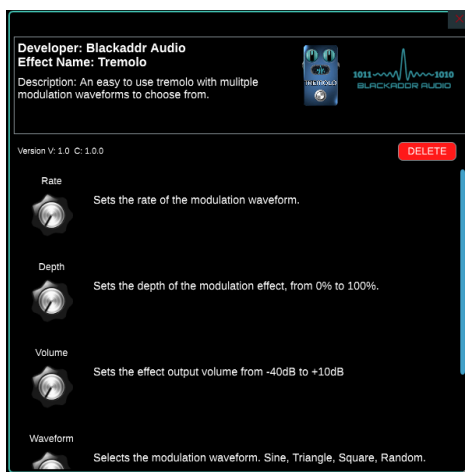 Developer: Blackaddr Audio
Effect Name: Tremolo
Description: An easy to use tremolo with mulitple
modulation waveforms to choose from.
TREMOLO
1011
1010
BLACKADDR AUDIO
Version V: 1.0 C: 1.0.0
DELETE
Rate
Sets the rate of the modulation waveform.
Depth
Sets the depth of the modulation effect, from 0% to 100%.
Volume
Sets the effect output volume from -40dB to +10dB
Waveform
Selects the modulation waveform. Sine, Triangle, Square, Random.